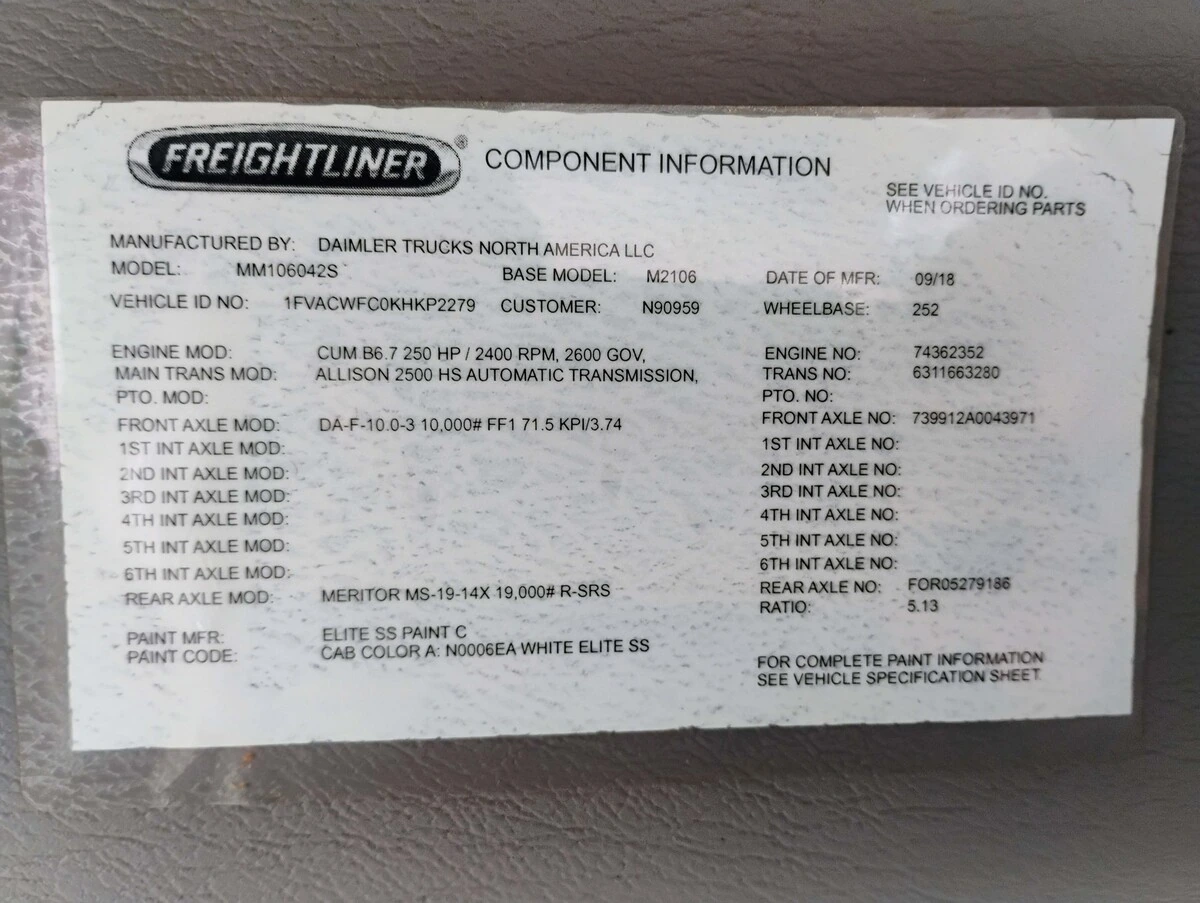 FREIGHTLINER ® COMPONENT INFORMATION
SEE VEHICLE ID NO.
WHEN ORDERING PARTS
MANUFACTURED BY: DAIMLER TRUCKS NORTH AMERICA LLC
MODEL: MM106042S BASE MODEL: M2106 DATE OF MFR: 09/18
VEHICLE ID NO: 1FVACWFC0KHKP2279 CUSTOMER: N90959 WHEELBASE: 252
ENGINE MOD: CUM B6.7 250 HP / 2400 RPM, 2600 GOV, ENGINE NO: 74362352
MAIN TRANS MOD: ALLISON 2500 HS AUTOMATIC TRANSMISSION, TRANS NO: 6311663280
PTO. MOD: PTO. NO:
FRONT AXLE MOD: DA-F-10.0-3 10,000# FF1 71.5 KPI/3.74 FRONT AXLE NO: 739912A0043971
1ST INT AXLE MOD: 1ST INT AXLE NO:
2ND INT AXLE MOD: 2ND INT AXLE NO:
3RD INT AXLE MOD: 3RD INT AXLE NO:
4TH INT AXLE MOD: 4TH INT AXLE NO:
5TH INT AXLE MOD: 5TH INT AXLE NO:
6TH INT AXLE MOD: 6TH INT AXLE NO:
REAR AXLE MOD: MERITOR MS-19-14X 19,000# R-SRS REAR AXLE NO: FOR05279186
RATIO: 5.13
PAINT MFR: ELITE SS PAINT C
PAINT CODE: CAB COLOR A: N0006EA WHITE ELITE SS
FOR COMPLETE PAINT INFORMATION
SEE VEHICLE SPECIFICATION SHEET